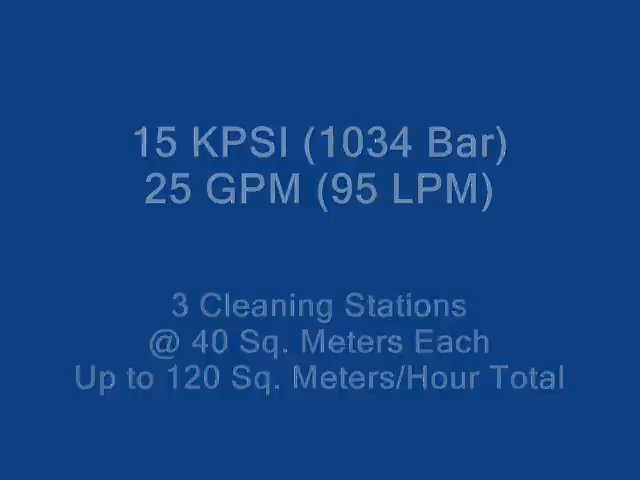 15 KPSI (1034 Bar)
25 GPM (95 LPM)
3 Cleaning Stations
@ 40 Sq. Meters Each
Up to 120 Sq. Meters/Hour Total